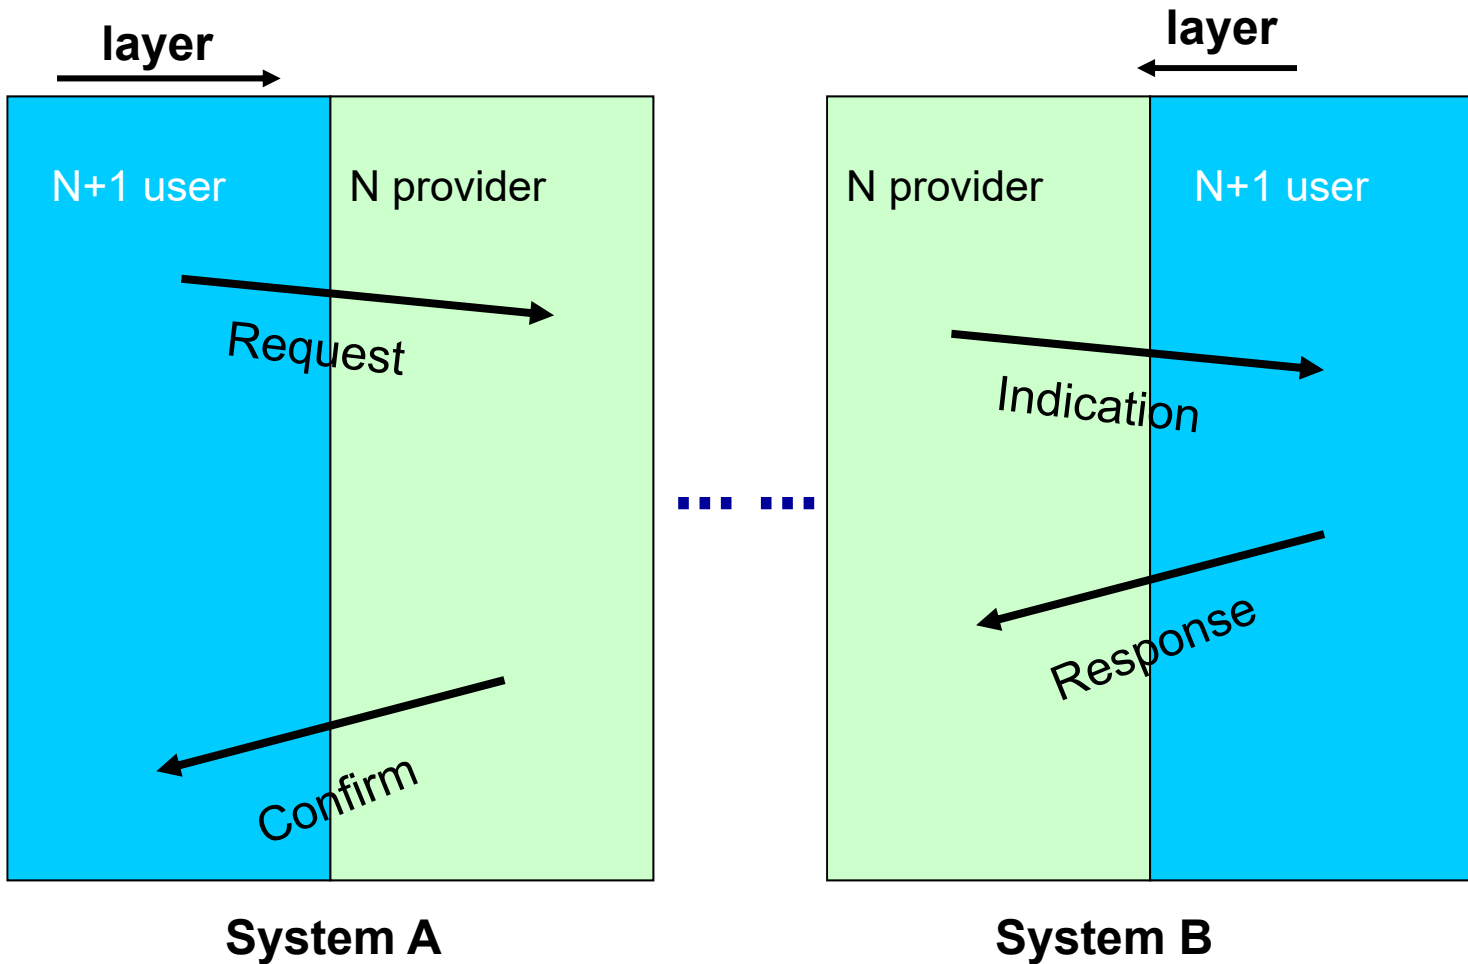 layer
layer
N+1 user
N provider
N provider
N+1 user
Request
Indication
Response
Confirm
System A
System B